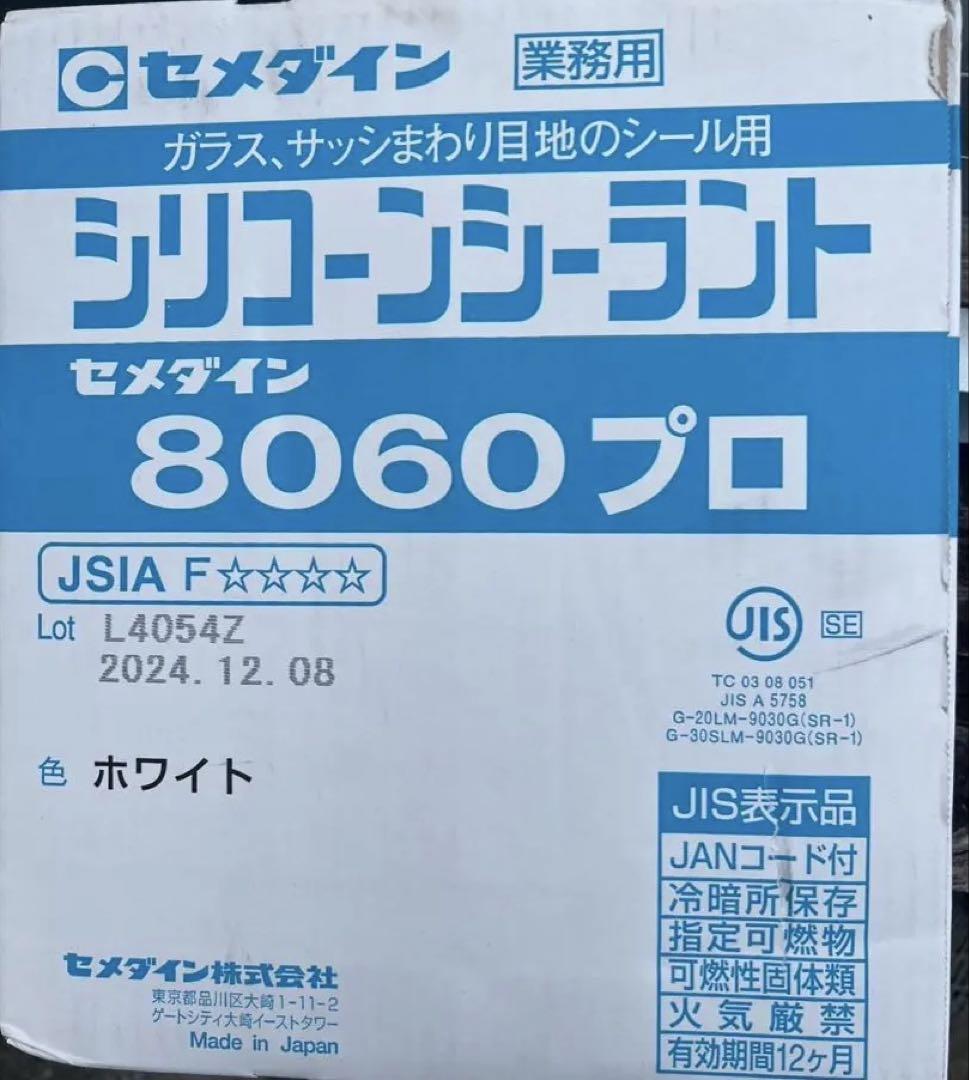 C セメダイン 業務用
ガラス、サッシまわり目地のシール用
シリコーンシーラント
セメダイン
8060プロ
JSIA F☆☆☆☆
Lot L4054Z
2024.12.08
JIS SE
TC 03 08 051
JIS A 5758
G-20LM-9030G(SR-1)
G-30SLM-9030G(SR-1)
色 ホワイト
JIS表示品
JANコード付
冷暗所保存
指定可燃物
可燃性固体類
火気厳禁
有効期間12ヶ月
セメダイン株式会社
東京都品川区大崎1-11-2
ゲートシティ大崎イーストタワー
Made in Japan